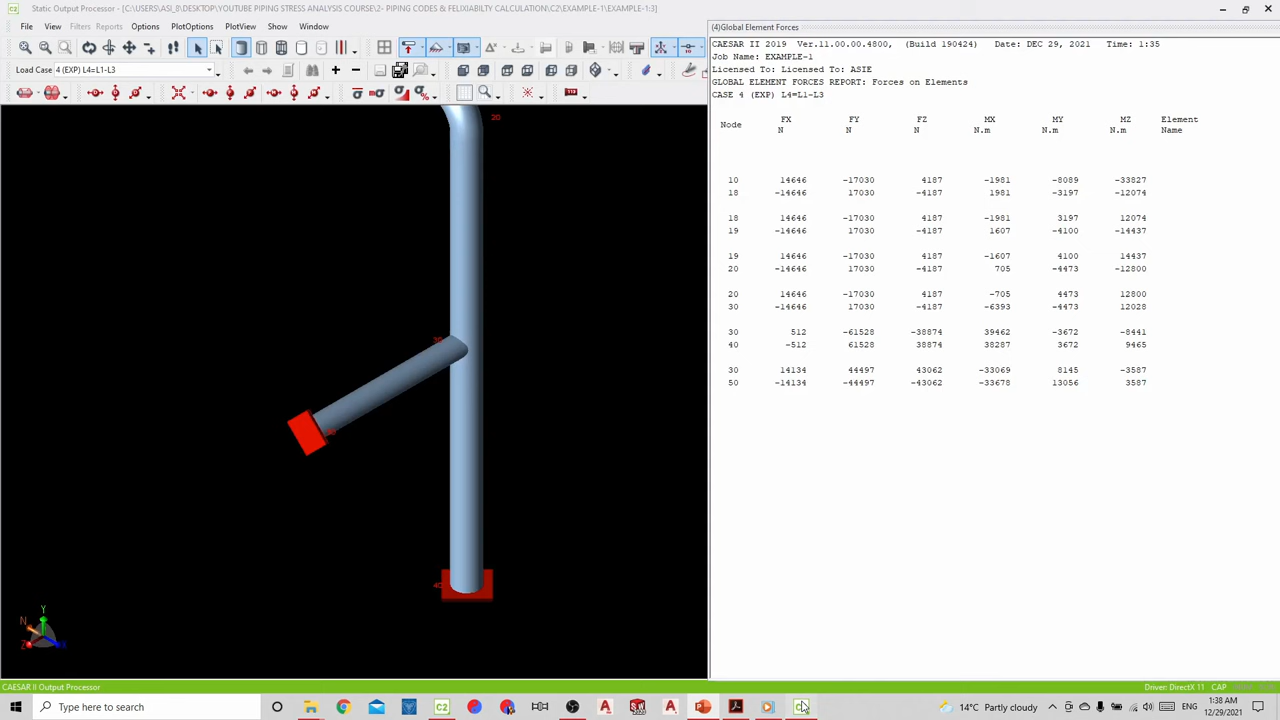 Static Output Processor - [C:\USERS\ASI_8\DESKTOP\YOUTUBE PIPING STRESS ANALYSIS COURSE\2- PIPING CODES & FELIXIABILTY CALCULATION\C2\EXAMPLE-1\EXAMPLE-1:3]
File View Filters Reports Options PlotOptions PlotView Show Window
Load Case 4 (EXP) L4=L1-L3
(4)Global Element Forces
CAESAR II 2019 Ver.11.00.00.4800, (Build 190424) Date: DEC 29, 2021 Time: 1:35
Job Name: EXAMPLE-1
Licensed To: Licensed To: ASIE
GLOBAL ELEMENT FORCES REPORT: Forces on Elements
CASE 4 (EXP) L4=L1-L3
Node FX FY FZ MX MY MZ Element
N. N. N. N.m N.m N.m Name
10 14646 -17030 4187 -1981 -8089 -33827
18 -14646 17030 -4187 1981 -3197 -12074
18 14646 -17030 4187 -1981 3197 12074
19 -14646 17030 -4187 1607 -4100 -14437
19 14646 -17030 4187 -1607 4100 14437
20 -14646 17030 -4187 705 -4473 -12800
20 14646 -17030 4187 -705 4473 12800
30 -14646 17030 -4187 -6393 -4473 12028
30 512 -61528 -38874 39462 -3672 -8441
40 -512 61528 38874 38287 3672 9465
30 14134 44497 43062 -33069 8145 -3587
50 -14134 -44497 -43062 -33678 13056 3587
20
40
Y
N
Z
X
CAESAR II Output Processor
Driver: DirectX 11 CAP
Type here to search
14°C Partly cloudy
1:38 AM
12/29/2021